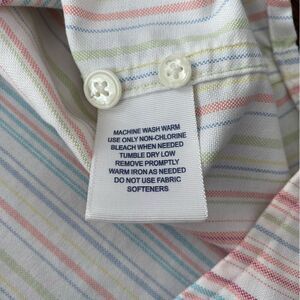 MACHINE WASH WARM
USE ONLY NON-CHLORINE
BLEACH WHEN NEEDED
TUMBLE DRY LOW
REMOVE PROMPTLY
WARM IRON AS NEEDED
DO NOT USE FABRIC
SOFTENERS